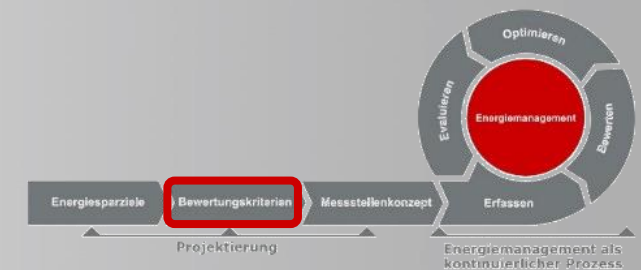 Optimieren
Evaluieren
Energiemanagement
Bewerten
Energiesparziele
Bewertungskriterien
Messstellenkonzept
Erfassen
Projektierung
Energiemanagement als
kontinuierlicher Prozess